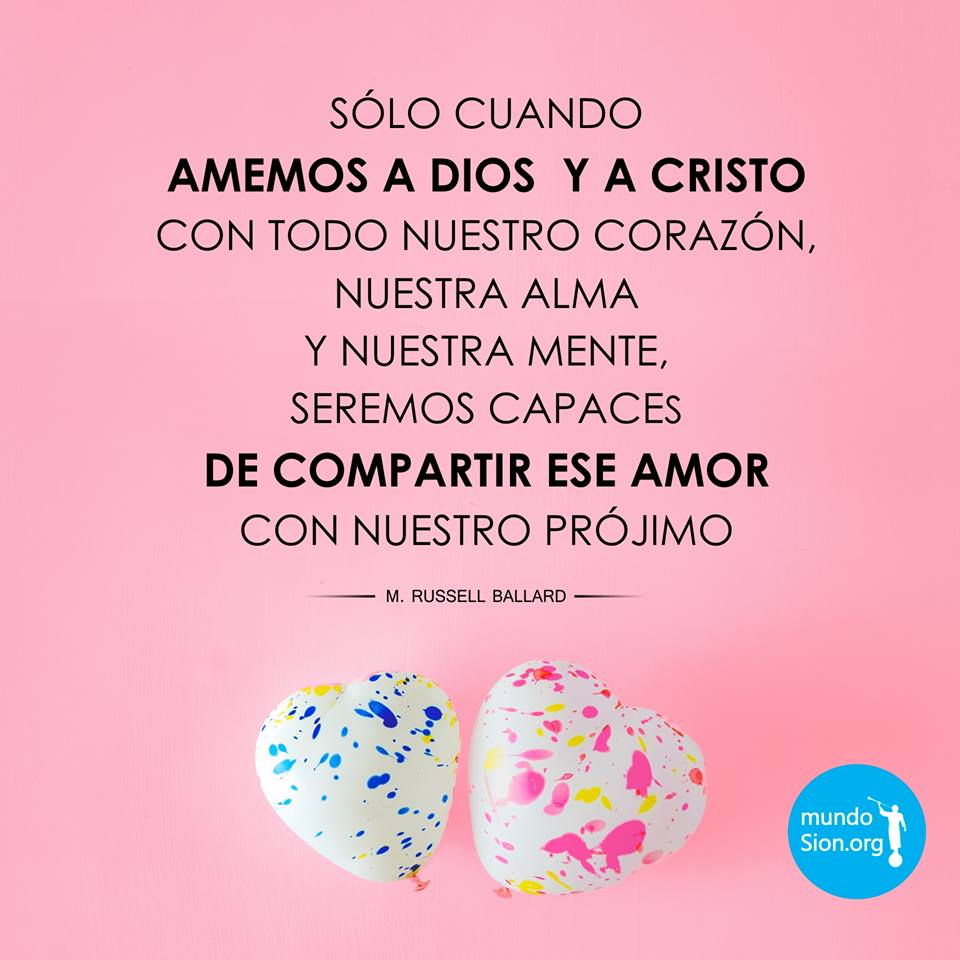 SÓLO CUANDO
AMEMOS A DIOS Y A CRISTO
CON TODO NUESTRO CORAZÓN,
NUESTRA ALMA
Y NUESTRA MENTE,
SEREMOS CAPACES
DE COMPARTIR ESE AMOR
CON NUESTRO PRÓJIMO
M. RUSSELL BALLARD
mundo
Sion.org